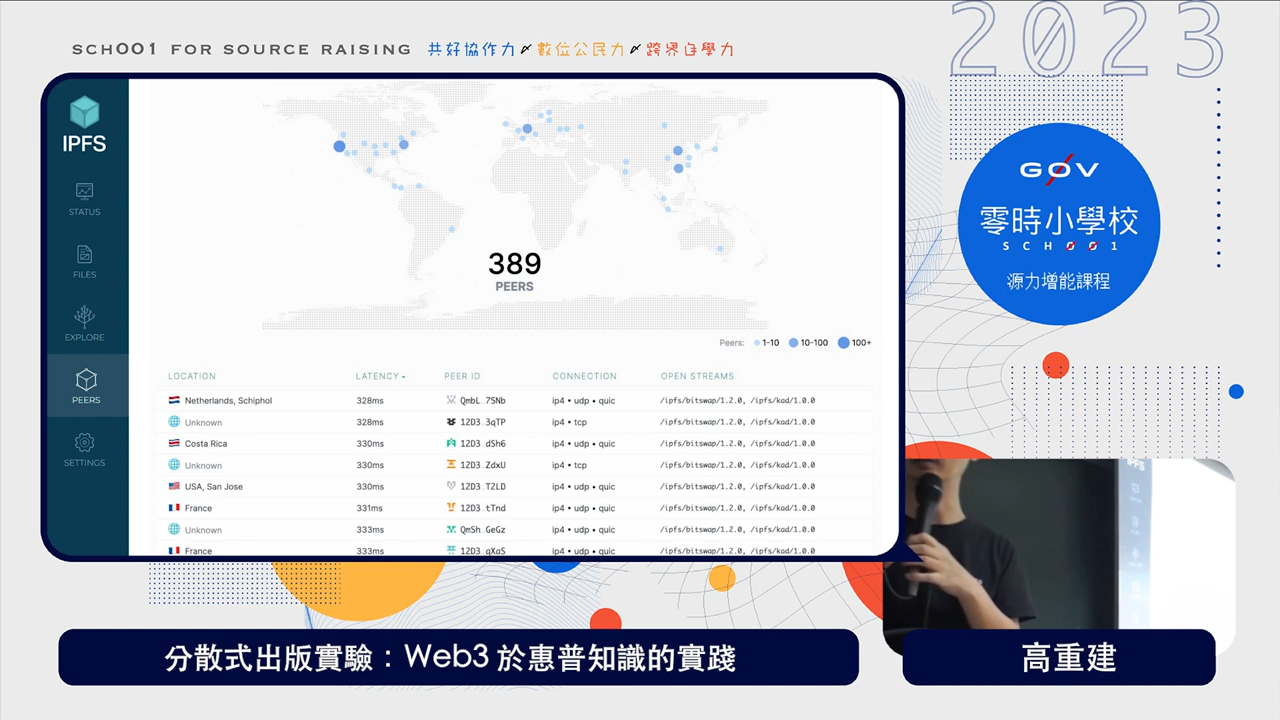 2023
SCH001 FOR SOURCE RAISING 共好協作力 數位公民力 跨界自學力
IPFS
STATUS
FILES
EXPLORE
PEERS
SETTINGS
389
PEERS
Peers: 1-10 10-100 100+
LOCATION LATENCY PEER ID CONNECTION OPEN STREAMS
Netherlands, Schiphol 328ms QmbL 75Nb ip4 • udp • quic /ipfs/bitswap/1.2.0, /ipfs/kad/1.0.0
Unknown 328ms 12D3 3qTP ip4 • tcp /ipfs/bitswap/1.2.0, /ipfs/kad/1.0.0
Costa Rica 330ms 12D3 dSh6 ip4 • udp • quic /ipfs/bitswap/1.2.0, /ipfs/kad/1.0.0
Unknown 330ms 12D3 ZdxU ip4 • tcp /ipfs/bitswap/1.2.0, /ipfs/kad/1.0.0
USA, San Jose 330ms 12D3 T2LD ip4 • udp • quic /ipfs/bitswap/1.2.0, /ipfs/kad/1.0.0
France 331ms 12D3 tTnd ip4 • udp • quic /ipfs/bitswap/1.2.0, /ipfs/kad/1.0.0
Unknown 333ms QmSh GeGz ip4 • udp • quic /ipfs/bitswap/1.2.0, /ipfs/kad/1.0.0
France 333ms 12D3 qXaS ip4 • udp • quic /ipfs/bitswap/1.2.0, /ipfs/kad/1.0.0
G0V
零時小學校
SCH001
源力增能課程
分散式出版實驗：Web3 於惠普知識的實踐
高重建